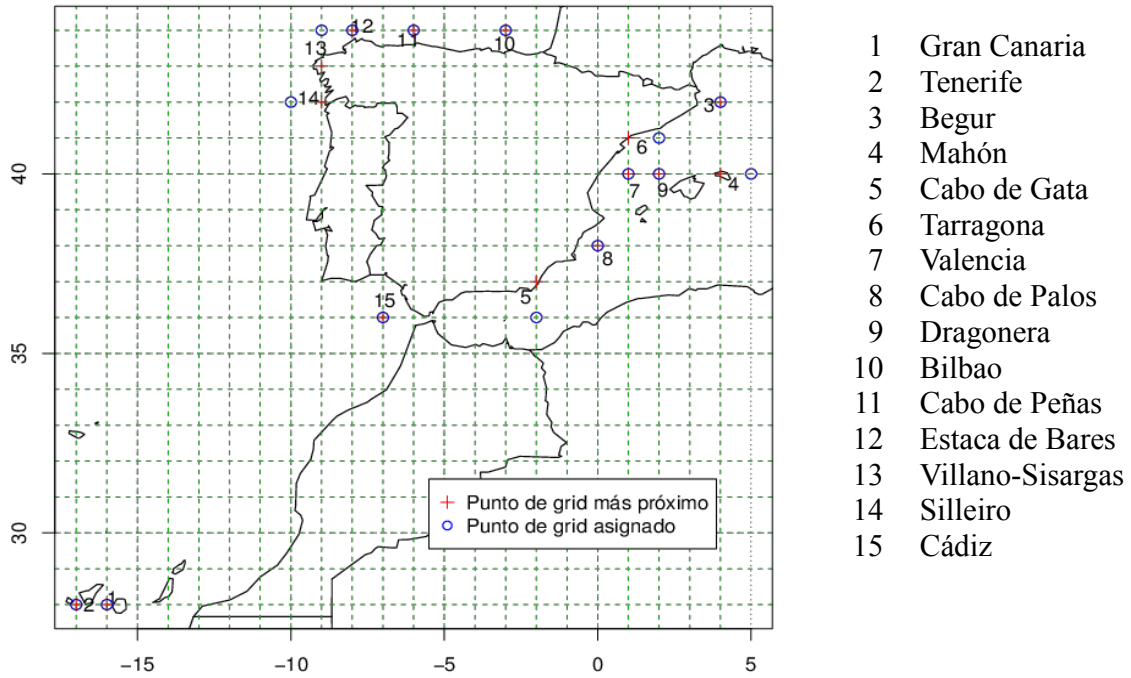 12
13
11
10
14
3
6
7
9
4
8
5
15
2
1
40
35
30
−15
−10
−5
0
5
Punto de grid más próximo
Punto de grid asignado
1 Gran Canaria
2 Tenerife
3 Begur
4 Mahón
5 Cabo de Gata
6 Tarragona
7 Valencia
8 Cabo de Palos
9 Dragonera
10 Bilbao
11 Cabo de Peñas
12 Estaca de Bares
13 Villano-Sisargas
14 Silleiro
15 Cádiz